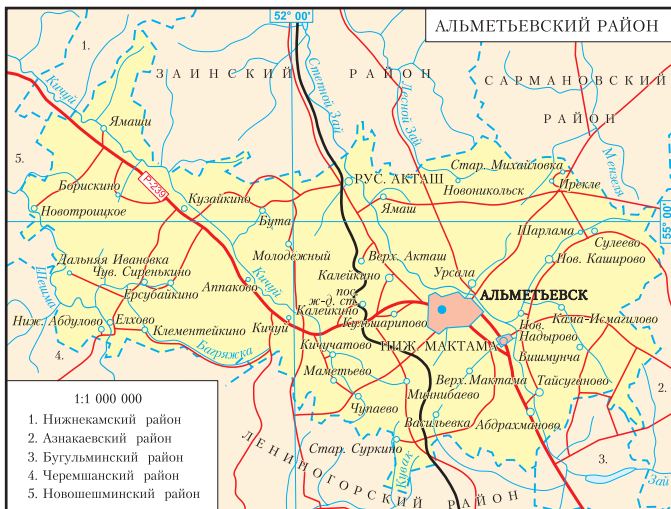 52° 00'
АЛЬМЕТЬЕВСКИЙ РАЙОН
1.
Кичуй
ЗАИНСКИЙ РАЙОН
Степной Зай
Лесной Зай
САРМАНОВСКИЙ
РАЙОН
Мензеля
Ямаши
5.
Р-239
Борискино
Кузайкино
РУС. АКТАШ
Стар. Михайловка
Новоникольск
Ирекле
Новотроицкое
Бута
Ямаш
55° 00'
Шарлама
Сулеево
Молодежный
Верх. Акташ
Нов. Каширово
Дальняя Ивановка
Шешма
Чув. Сиренькино
Калейкино
Урсала
Ерсубайкино
Аппаково
Кичуй
пос.
ж-д. ст.
Калейкино
АЛЬМЕТЬЕВСК
Ниж. Абдулово
Елхово
Клементейкино
Кичуй
Кульшарипово
Нов.
Надырово
Кама-Исмагилово
4.
Багряжка
Кичучатово
НИЖ. МАКТАМА
Бишмунча
Маметьево
Верх. Мактама
Тайсуганово
2.
Миннибаево
Чупаево
Васильевка
Абдрахманово
Стар. Суркино
Кувак
ЛЕНИНОГОРСКИЙ РАЙОН
3.
Зай
1:1 000 000
1. Нижнекамский район
2. Азнакаевский район
3. Бугульминский район
4. Черемшанский район
5. Новошешминский район